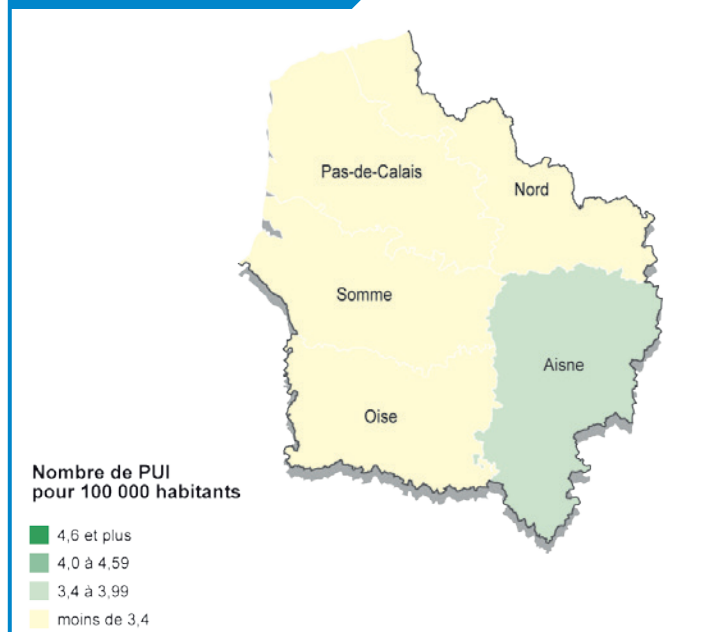 Pas-de-Calais
Nord
Somme
Aisne
Oise
Nombre de PUI
pour 100 000 habitants
4,6 et plus
4,0 à 4,59
3,4 à 3,99
moins de 3,4